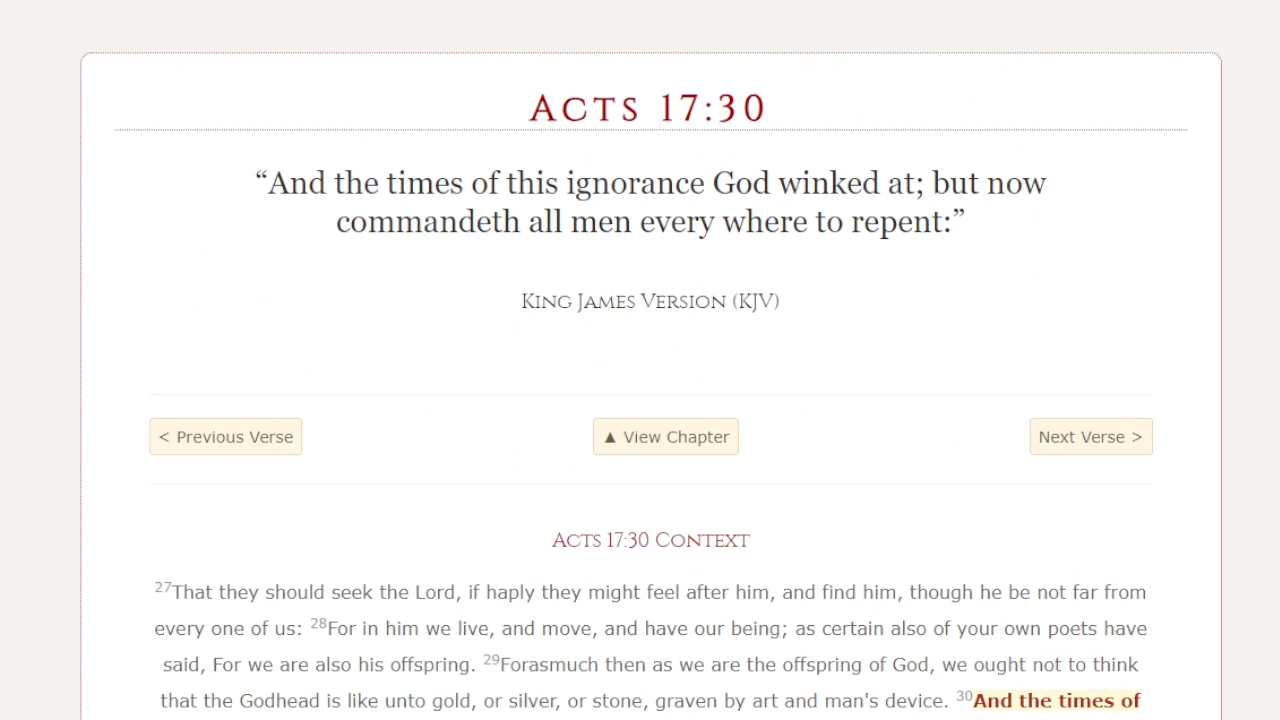 Acts 17:30
“And the times of this ignorance God winked at; but now
commandeth all men every where to repent:”
King James Version (KJV)
< Previous Verse
▲ View Chapter
Next Verse >
Acts 17:30 Context
27That they should seek the Lord, if haply they might feel after him, and find him, though he be not far from
every one of us: 28For in him we live, and move, and have our being; as certain also of your own poets have
said, For we are also his offspring. 29Forasmuch then as we are the offspring of God, we ought not to think
that the Godhead is like unto gold, or silver, or stone, graven by art and man's device. 30And the times of